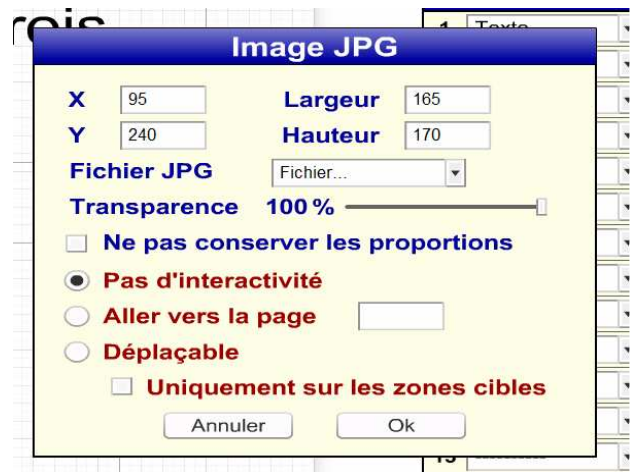 rois
1 Texte
Image JPG
X 95 Largeur 165
Y 240 Hauteur 170
Fichier JPG Fichier...
Transparence 100 %
Ne pas conserver les proportions
Pas d'interactivité
Aller vers la page
Déplaçable
Uniquement sur les zones cibles
Annuler Ok